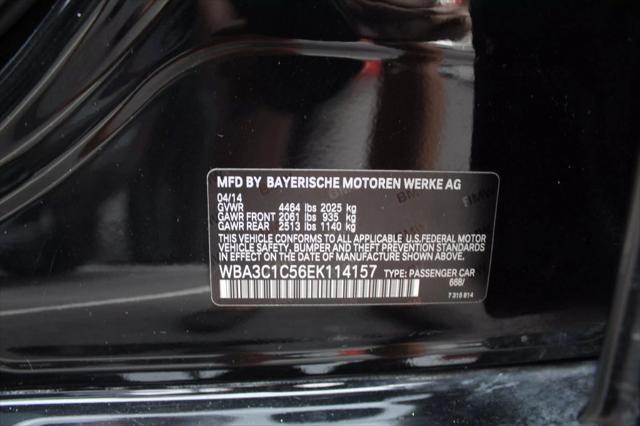 MFD BY BAYERISCHE MOTOREN WERKE AG
04/14
GVWR 4464 lbs 2025 kg
GAWR FRONT 2061 lbs 935 kg
GAWR REAR 2513 lbs 1140 kg
THIS VEHICLE CONFORMS TO ALL APPLICABLE U.S.FEDERAL MOTOR
VEHICLE SAFETY, BUMPER AND THEFT PREVENTION STANDARDS
IN EFFECT ON THE DATE OF MANUFACTURE SHOWN ABOVE.
WBA3C1C56EK114157 TYPE: PASSENGER CAR
668/
7 315 814